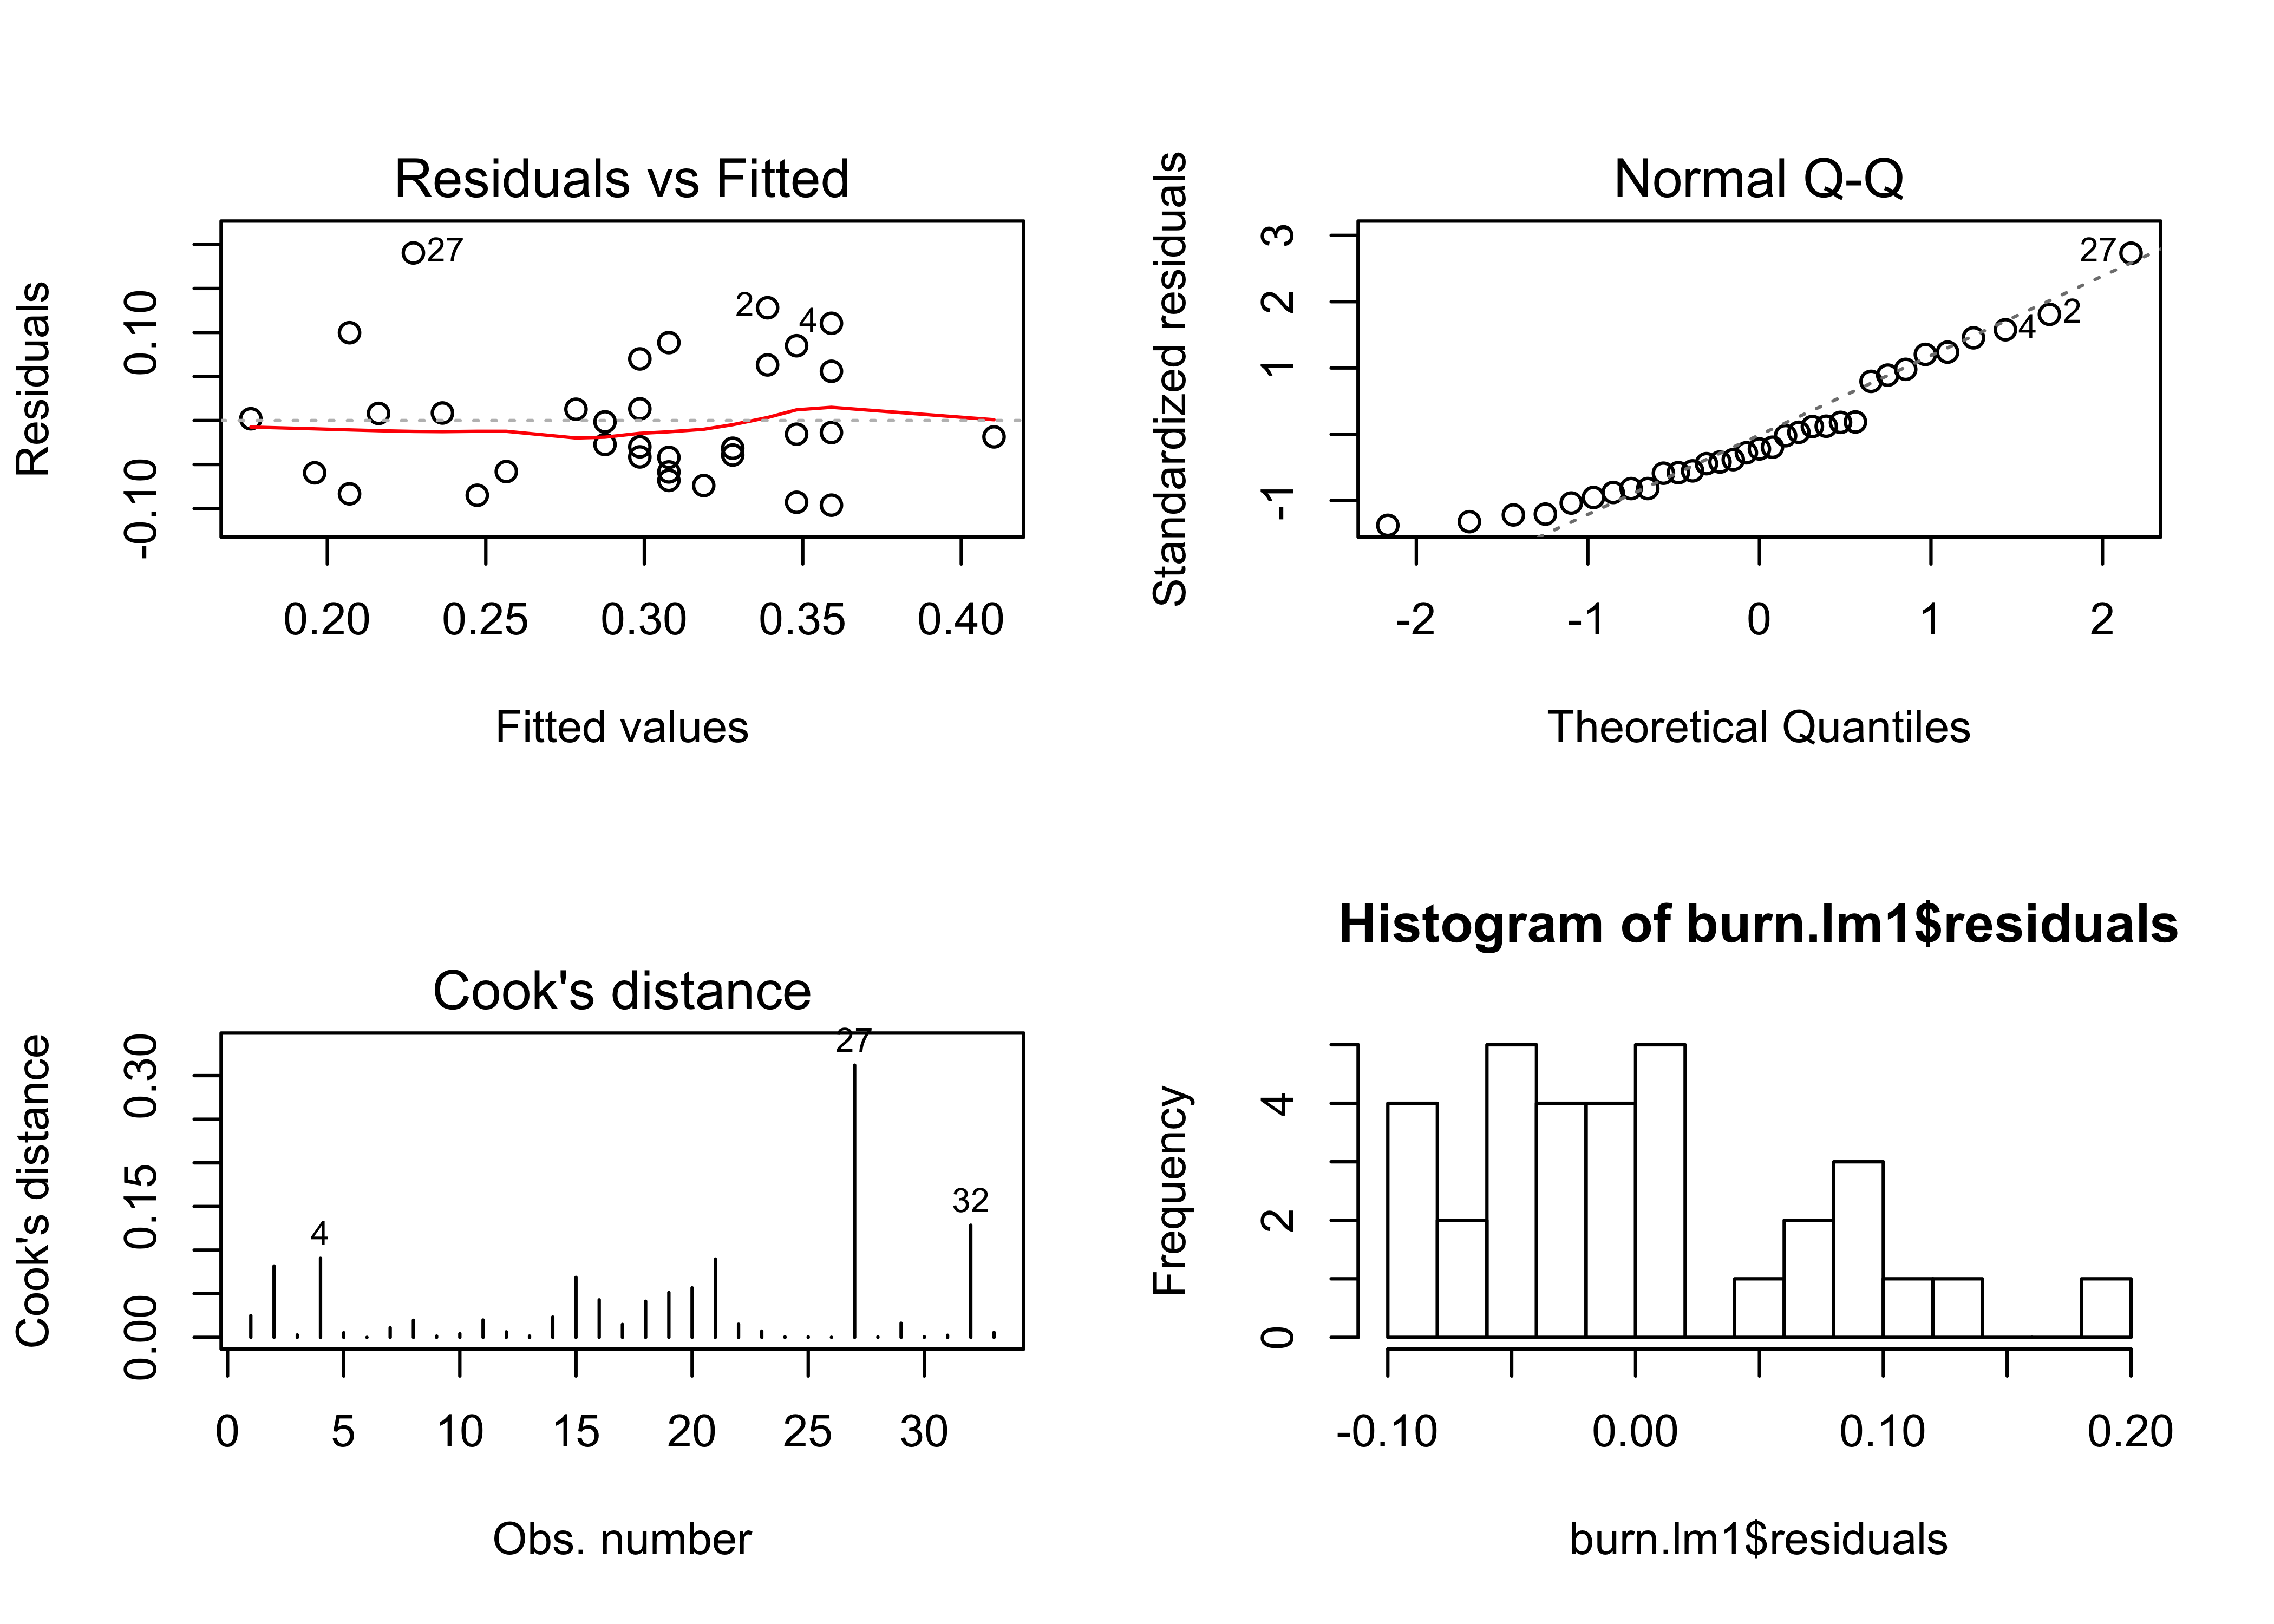 Residuals vs Fitted
Residuals
-0.10 0.10
27
2
4
0.20 0.25 0.30 0.35 0.40
Fitted values
Normal Q-Q
Standardized residuals
-1 1 2 3
27
4
2
-2 -1 0 1 2
Theoretical Quantiles
Cook's distance
Cook's distance
0.00 0.15 0.30
27
32
4
0 5 10 15 20 25 30
Obs. number
Histogram of burn.lm1$residuals
Frequency
0 2 4
-0.10 0.00 0.10 0.20
burn.lm1$residuals